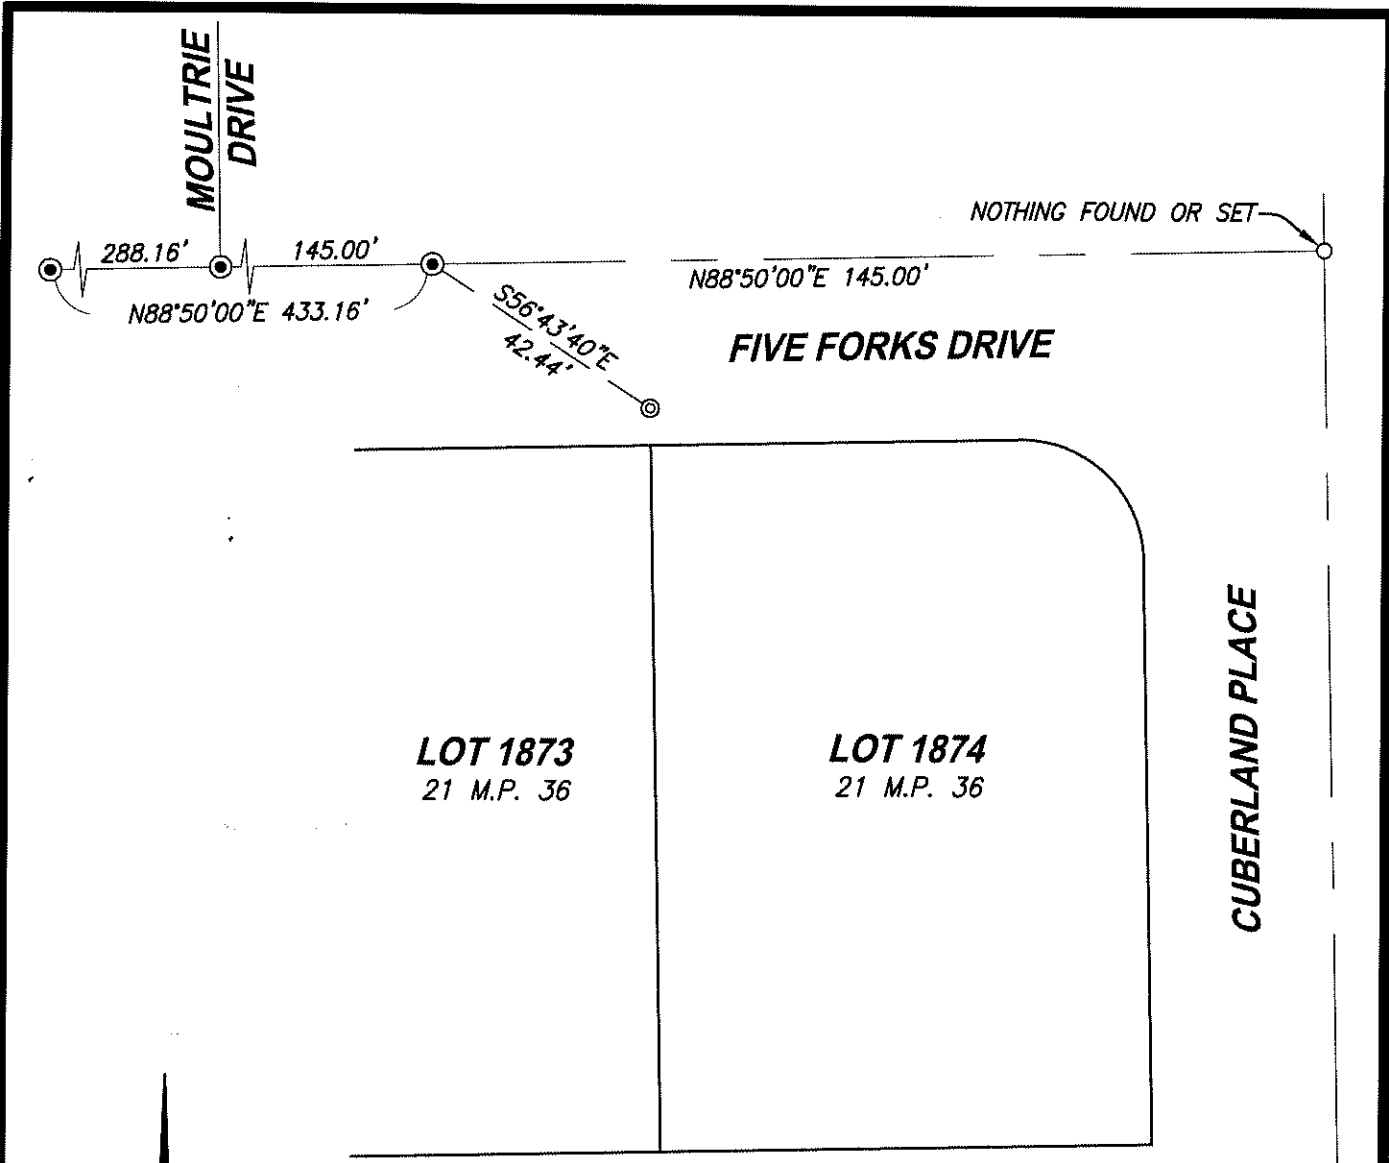 MOULTRIE
DRIVE
NOTHING FOUND OR SET
288.16'
145.00'
N88°50'00"E 433.16'
N88°50'00"E 145.00'
S56°43'40"E
42.44'
FIVE FORKS DRIVE
LOT 1873
21 M.P. 36
LOT 1874
21 M.P. 36
CUBERLAND PLACE